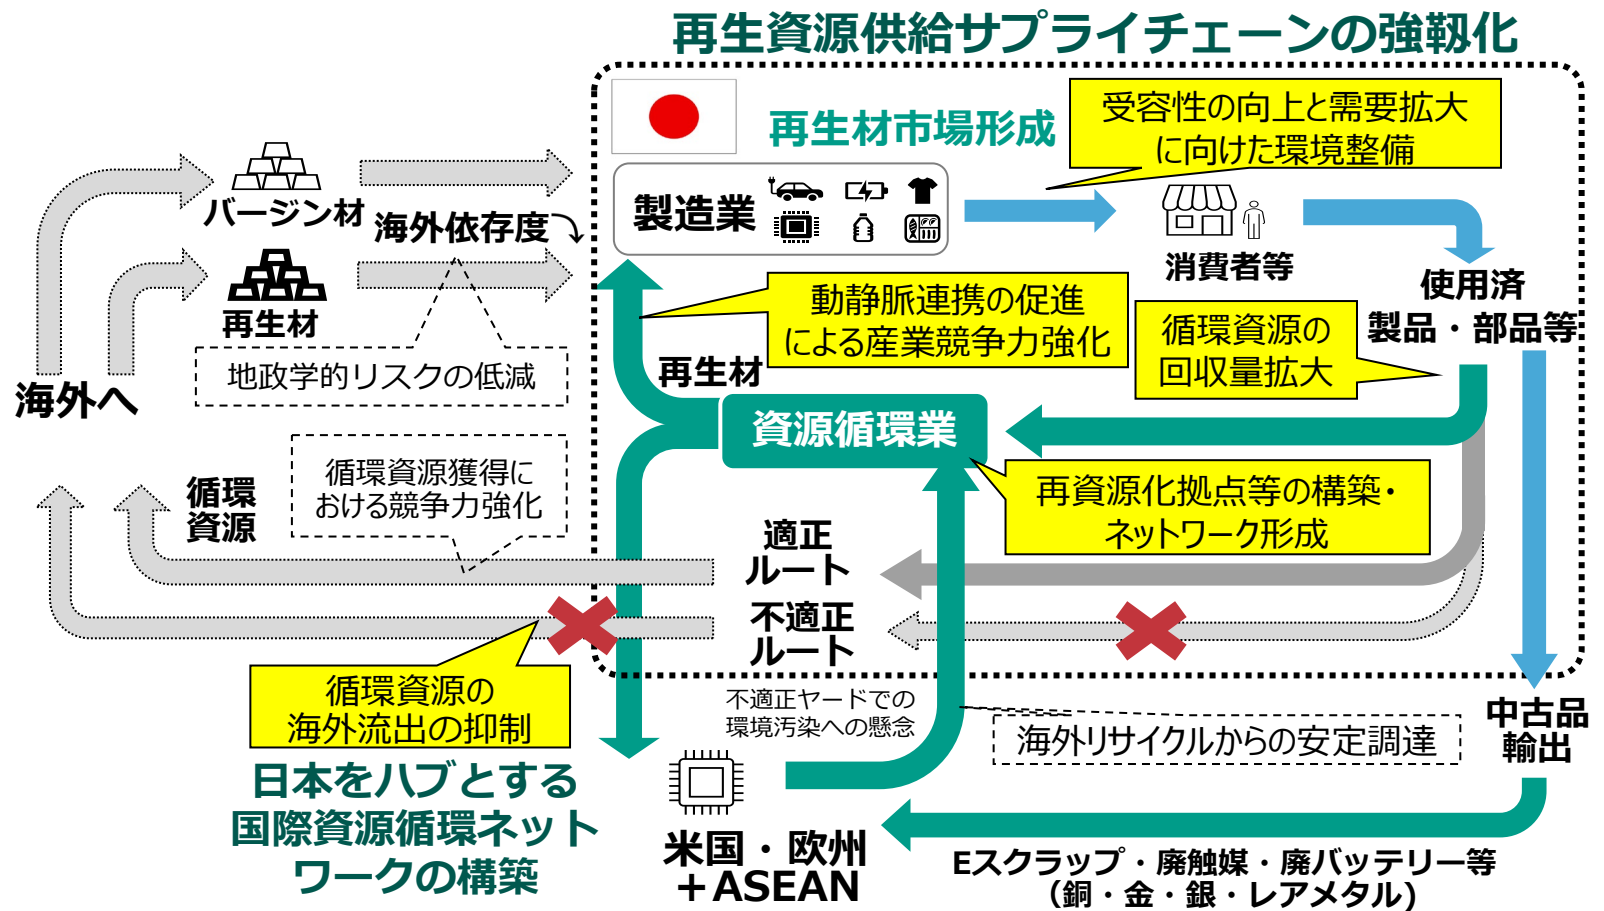 再生資源供給サプライチェーンの強靱化
再生材市場形成
受容性の向上と需要拡大
に向けた環境整備
製造業
バージン材
海外依存度
再生材
消費者等
使用済
製品・部品等
動静脈連携の促進
による産業競争力強化
循環資源の
回収量拡大
地政学的リスクの低減
再生材
海外へ
資源循環業
循環資源獲得に
おける競争力強化
循環
資源
再資源化拠点等の構築・
ネットワーク形成
適正
ルート
不適正
ルート
循環資源の
海外流出の抑制
不適正ヤードでの
環境汚染への懸念
海外リサイクルからの安定調達
中古品
輸出
日本をハブとする
国際資源循環ネット
ワークの構築
米国・欧州
+ASEAN
Eスクラップ・廃触媒・廃バッテリー等
(銅・金・銀・レアメタル)